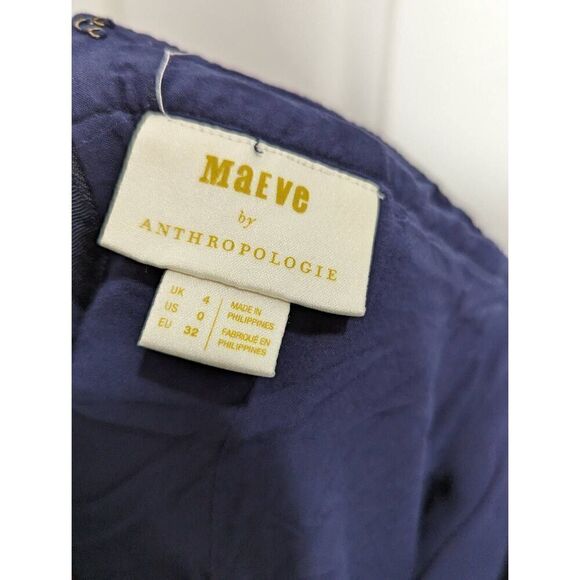 MaEve
by
ANTHROPOLOGIE
UK 4
US 0
EU 32
MADE IN
PHILIPPINES
FABRIQUÉ EN
PHILIPPINES